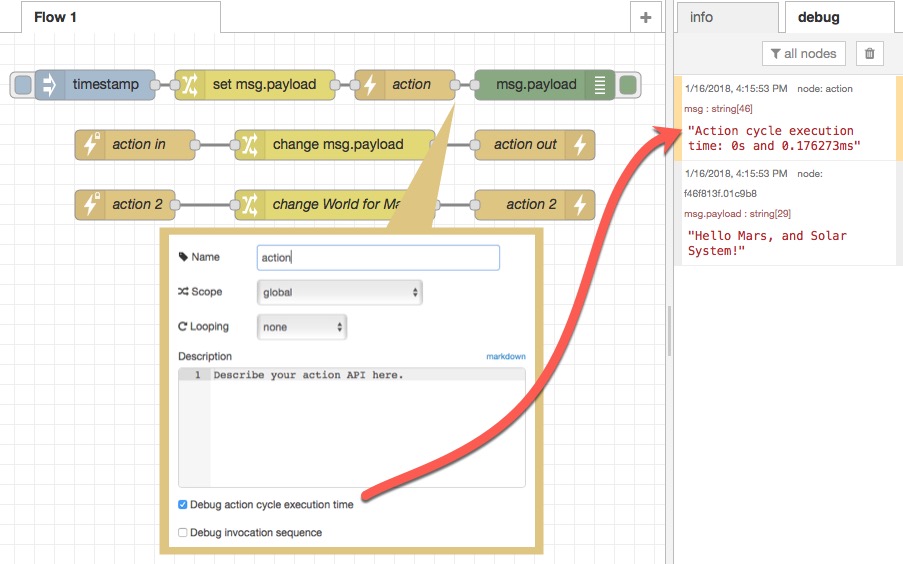 Flow 1
+
info
debug
all nodes
timestamp
set msg.payload
action
msg.payload
action in
change msg.payload
action out
action 2
change World for Ma
action 2
Name
action
Scope
global
Looping
none
Description
markdown
1 Describe your action API here.
Debug action cycle execution time
Debug invocation sequence
1/16/2018, 4:15:53 PM node: action
msg : string[46]
"Action cycle execution
time: 0s and 0.176273ms"
1/16/2018, 4:15:53 PM node:
f46f813f.01c9b8
msg.payload : string[29]
"Hello Mars, and Solar
System!"